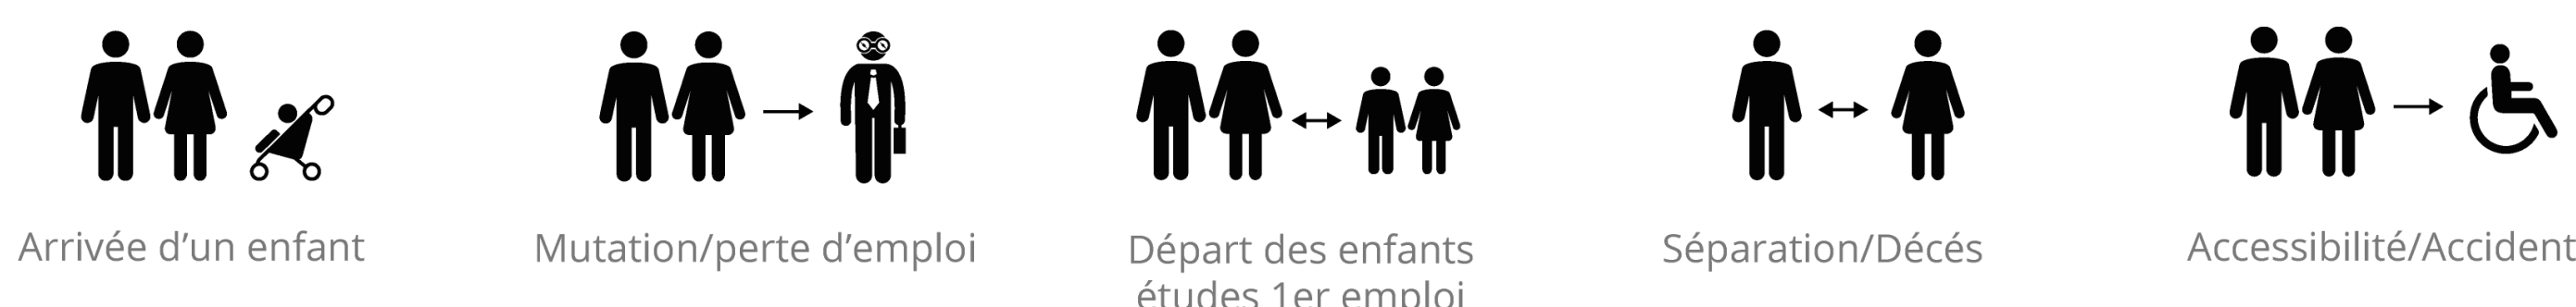 Arrivée d’un enfant
Mutation/perte d’emploi
Départ des enfants
études 1er emploi
Séparation/Décés
Accessibilité/Accident